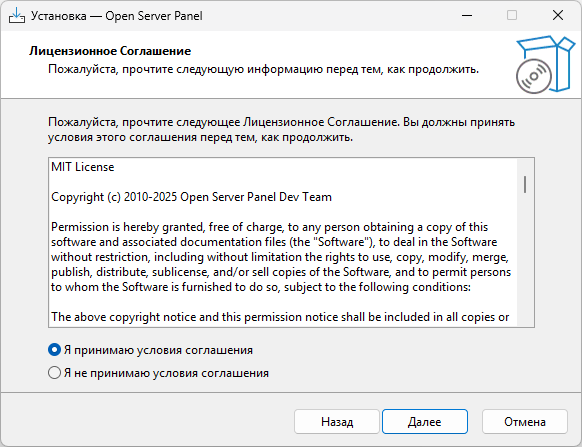 Установка — Open Server Panel
Лицензионное Соглашение
Пожалуйста, прочтите следующую информацию перед тем, как продолжить.
Пожалуйста, прочтите следующее Лицензионное Соглашение. Вы должны принять
условия этого соглашения перед тем, как продолжить.
MIT License
Copyright (c) 2010-2025 Open Server Panel Dev Team
Permission is hereby granted, free of charge, to any person obtaining a copy of this
software and associated documentation files (the "Software"), to deal in the Software
without restriction, including without limitation the rights to use, copy, modify, merge,
publish, distribute, sublicense, and/or sell copies of the Software, and to permit persons
to whom the Software is furnished to do so, subject to the following conditions:
The above copyright notice and this permission notice shall be included in all copies or
Я принимаю условия соглашения
Я не принимаю условия соглашения
Назад
Далее
Отмена